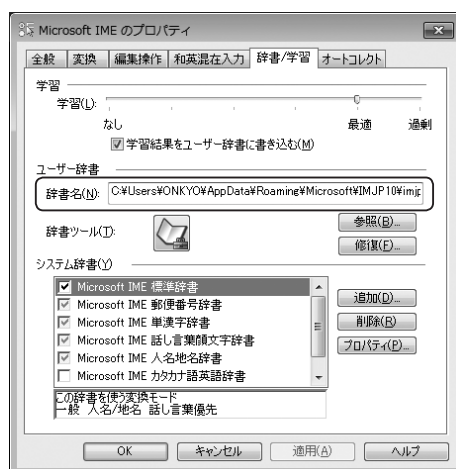 Microsoft IME のプロパティ
全般 変換 編集操作 和英混在入力 辞書/学習 オートコレクト
学習
学習(L):
なし 最適 過剰
学習結果をユーザー辞書に書き込む(M)
ユーザー辞書
辞書名(N): C:¥Users¥ONKYO¥AppData¥Roaming¥Microsoft¥IMJP10¥imjp
辞書ツール(T): 参照(B)...
修復(E)...
システム辞書(Y)
Microsoft IME 標準辞書
Microsoft IME 郵便番号辞書
Microsoft IME 単漢字辞書
Microsoft IME 話し言葉顔文字辞書
Microsoft IME 人名地名辞書
Microsoft IME カタカナ語英語辞書
追加(D)...
削除(R)
プロパティ(P)...
この辞書を使う変換モード
一般 人名/地名 話し言葉優先
OK キャンセル 適用(A) ヘルプ